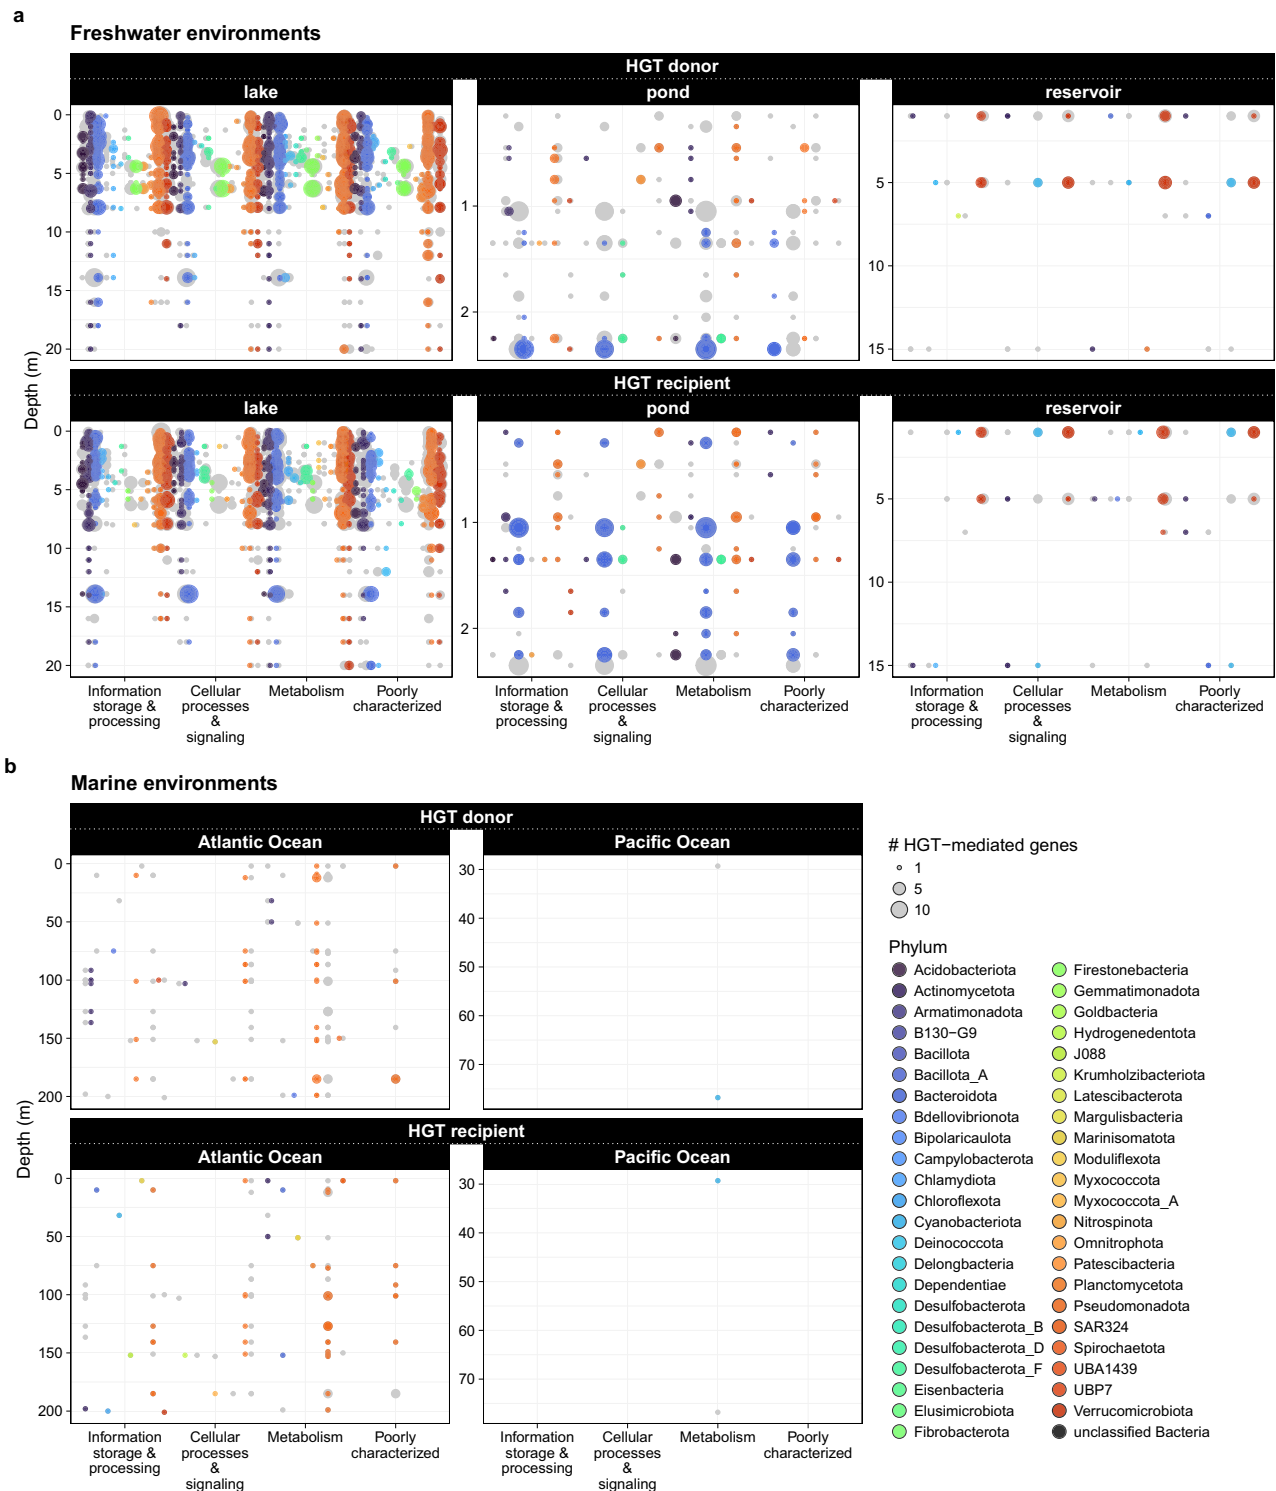 a
Freshwater environments
HGT donor
lake
pond
reservoir
0
5
10
15
20
1
2
1
5
10
15
HGT recipient
lake
pond
reservoir
0
5
10
15
20
1
2
1
5
10
15
Depth (m)
Information
storage &
processing
Cellular
processes
&
signaling
Metabolism
Poorly
characterized
Information
storage &
processing
Cellular
processes
&
signaling
Metabolism
Poorly
characterized
Information
storage &
processing
Cellular
processes
&
signaling
Metabolism
Poorly
characterized
b
Marine environments
HGT donor
Atlantic Ocean
Pacific Ocean
0
50
100
150
200
30
40
50
60
70
HGT recipient
Atlantic Ocean
Pacific Ocean
0
50
100
150
200
30
40
50
60
70
Depth (m)
Information
storage &
processing
Cellular
processes
&
signaling
Metabolism
Poorly
characterized
Information
storage &
processing
Cellular
processes
&
signaling
Metabolism
Poorly
characterized
# HGT−mediated genes
1
5
10
Phylum
Acidobacteriota
Actinomycetota
Armatimonadota
B130−G9
Bacillota
Bacillota_A
Bacteroidota
Bdellovibrionota
Bipolaricaulota
Campylobacterota
Chlamydiota
Chloroflexota
Cyanobacteriota
Deinococcota
Delongbacteria
Dependentiae
Desulfobacterota
Desulfobacterota_B
Desulfobacterota_D
Desulfobacterota_F
Eisenbacteria
Elusimicrobiota
Fibrobacterota
Firestonebacteria
Gemmatimonadota
Goldbacteria
Hydrogenedentota
J088
Krumholzibacteriota
Latescibacterota
Margulisbacteria
Marinisomatota
Moduliflexota
Myxococcota
Myxococcota_A
Nitrospinota
Omnitrophota
Patescibacteria
Planctomycetota
Pseudomonadota
SAR324
Spirochaetota
UBA1439
UBP7
Verrucomicrobiota
unclassified Bacteria